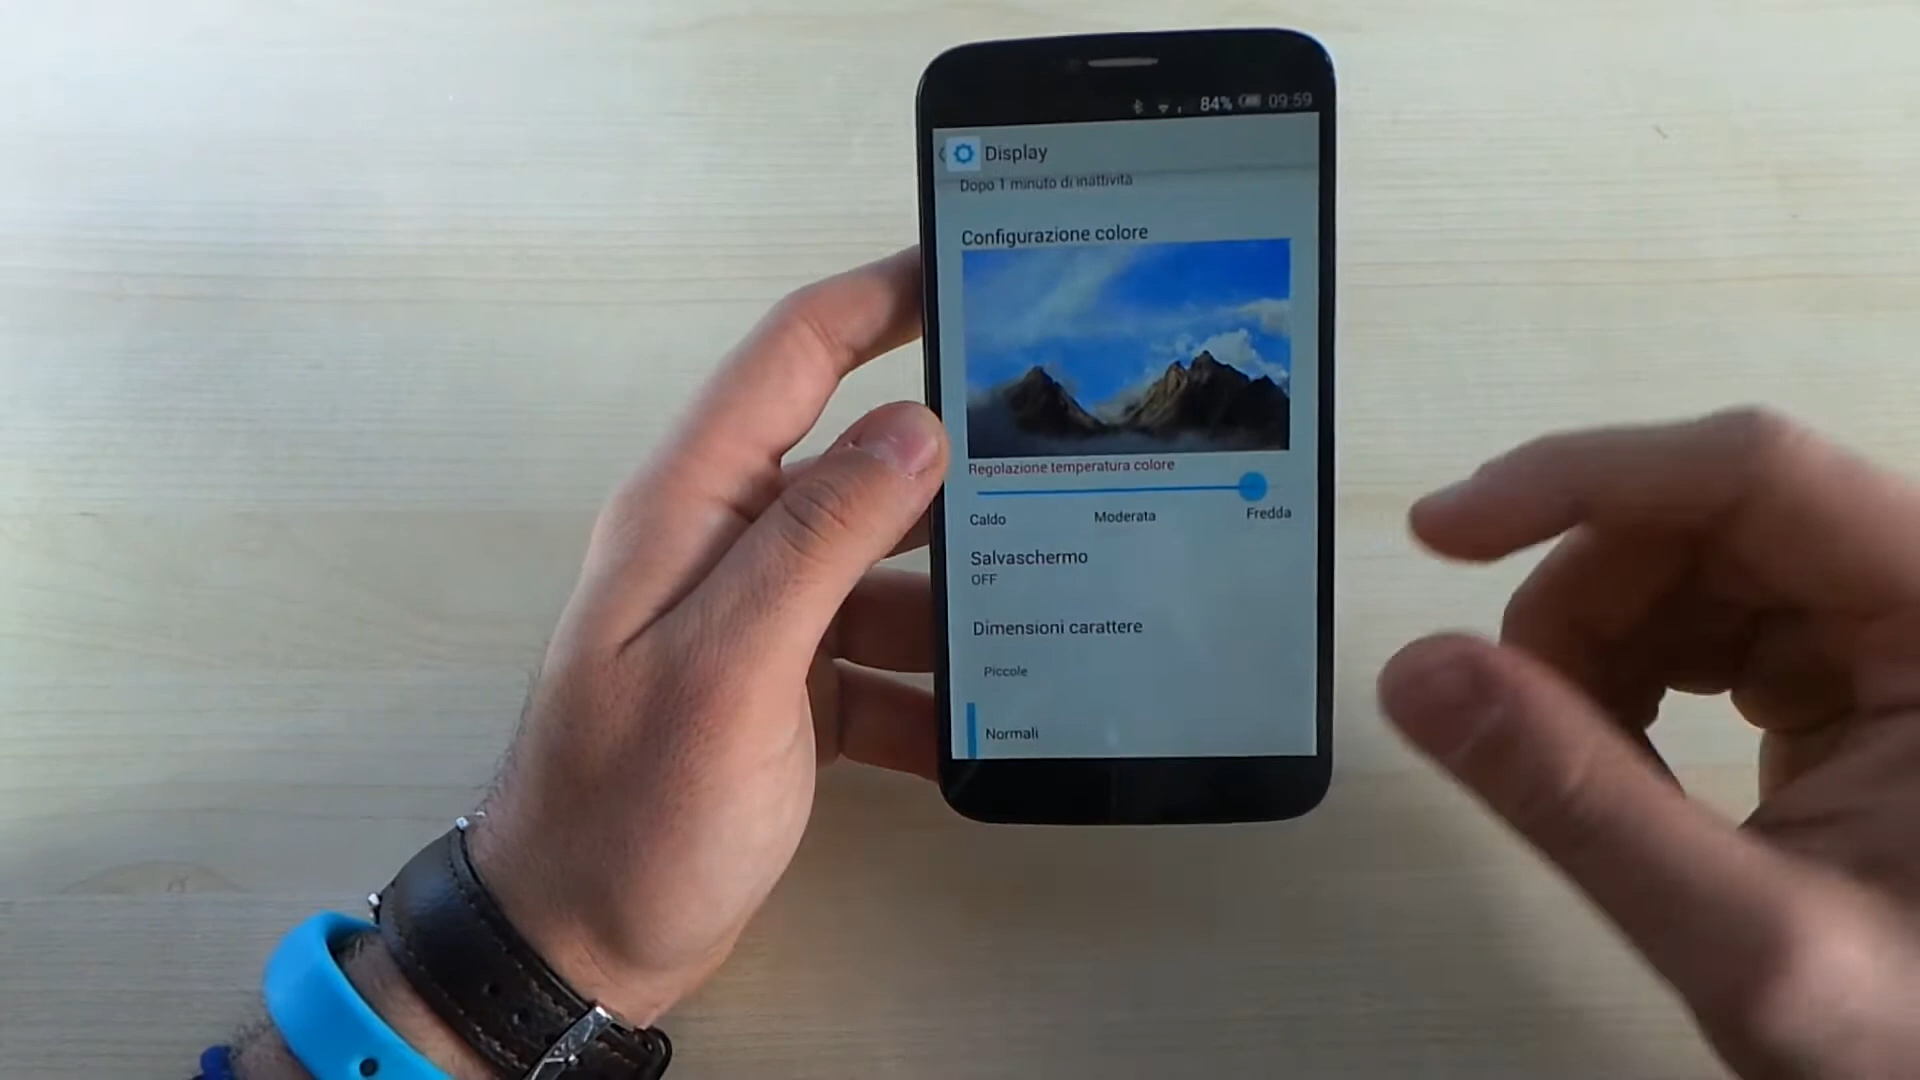 84% 09:59
Display
Dopo 1 minuto di inattività
Configurazione colore
Regolazione temperatura colore
Caldo Moderata Fredda
Salvaschermo
OFF
Dimensioni carattere
Piccole
Normali